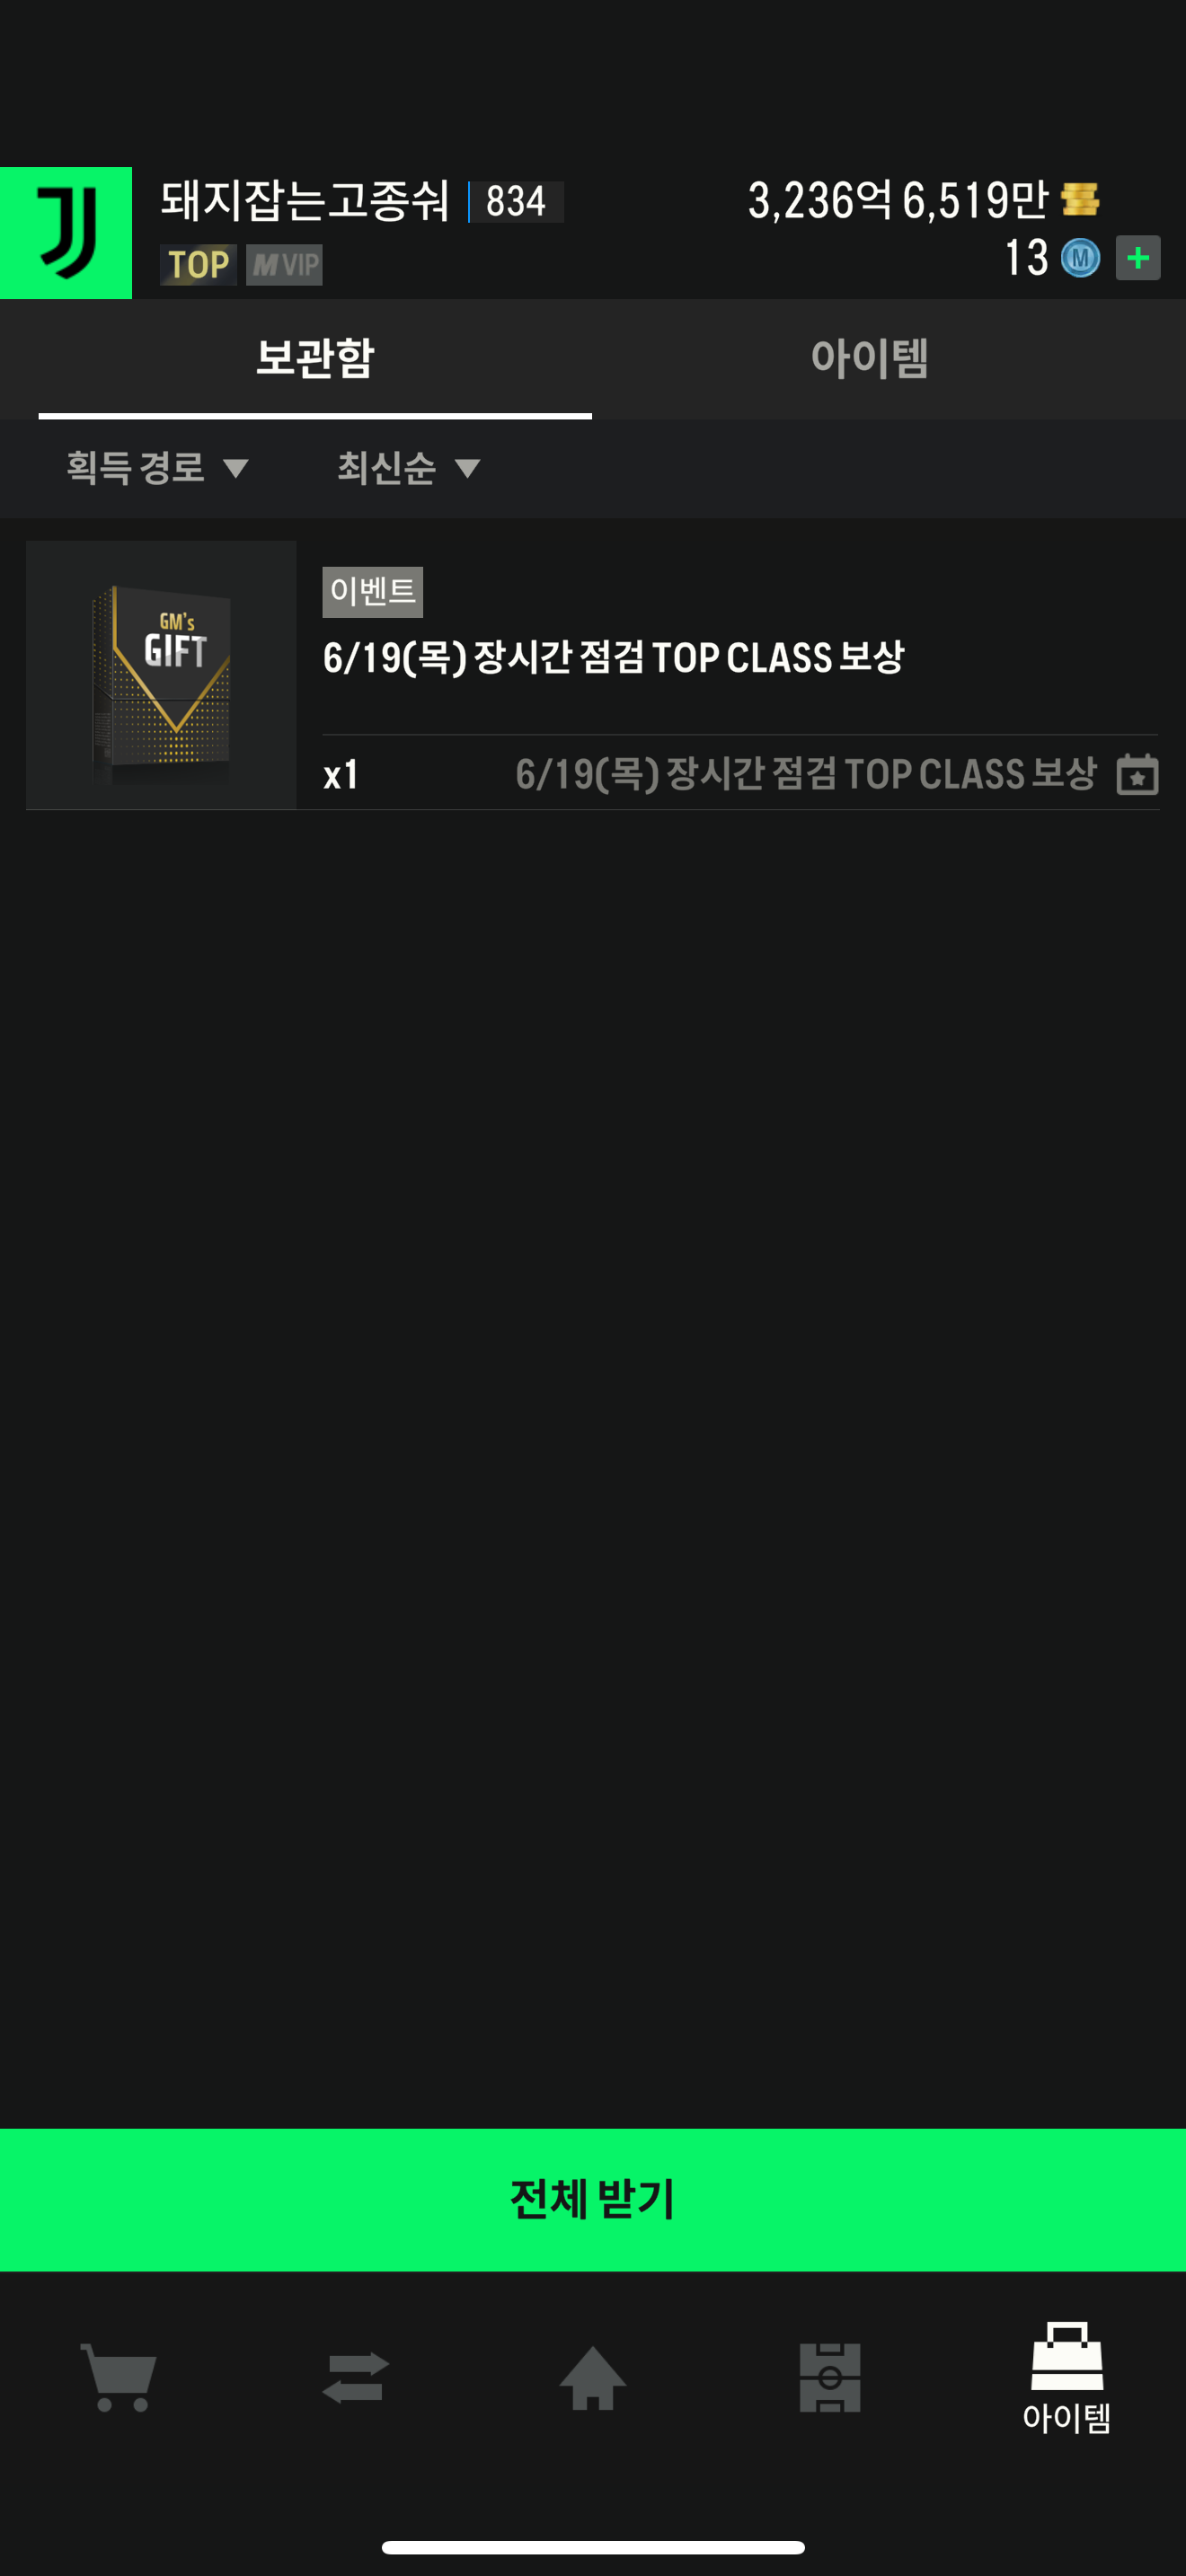 돼지잡는고종숴 834 3,236억 6,519만
TOP M VIP 13 M +
보관함 아이템
획득 경로 ▼ 최신순 ▼
GM's
GIFT
이벤트
6/19(목) 장시간 점검 TOP CLASS 보상
x1 6/19(목) 장시간 점검 TOP CLASS 보상
전체 받기
아이템